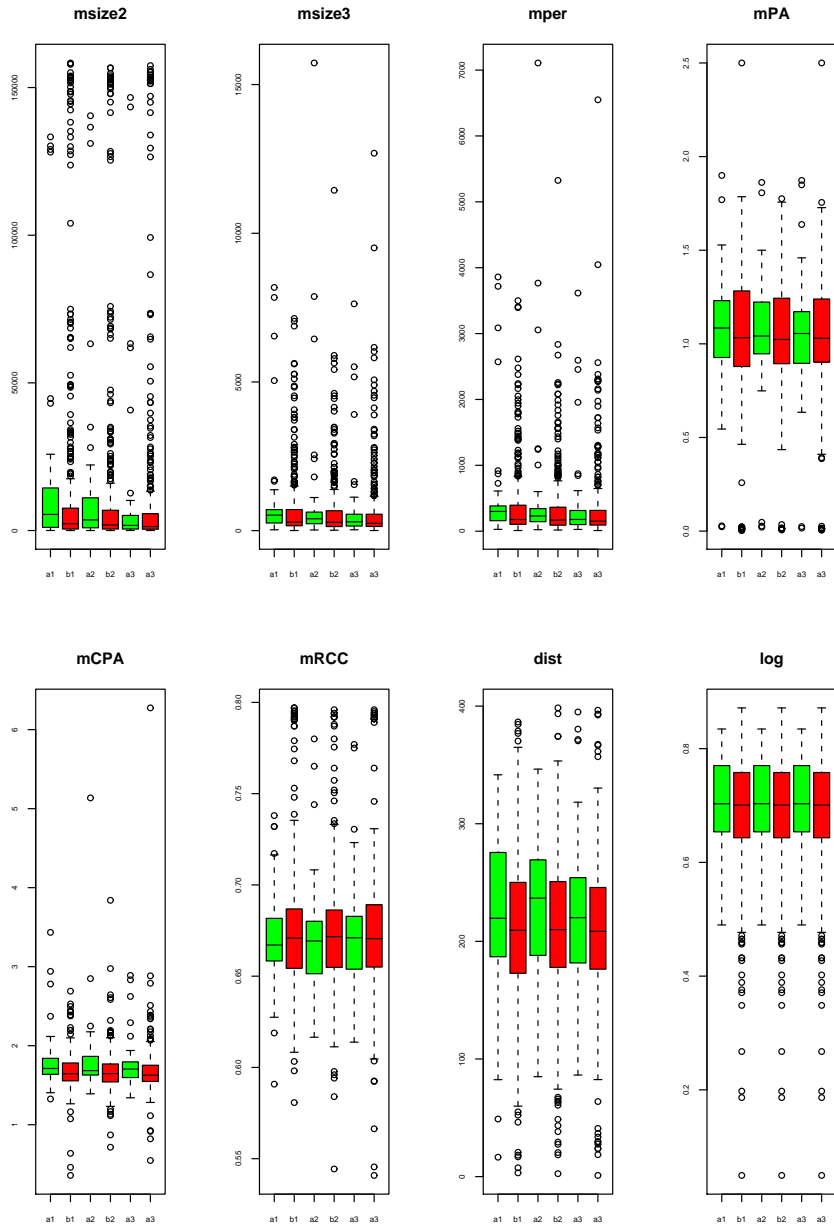 msize2
msize3
mper
mPA
150000
100000
50000
0
15000
10000
5000
0
7000
6000
5000
4000
3000
2000
1000
0
2.5
2.0
1.5
1.0
0.5
0.0
a1 b1 a2 b2 a3 a3
a1 b1 a2 b2 a3 a3
a1 b1 a2 b2 a3 a3
a1 b1 a2 b2 a3 a3
mCPA
mRCC
dist
log
6
5
4
3
2
1
0.80
0.75
0.70
0.65
0.60
0.55
400
300
200
100
0
0.8
0.6
0.4
0.2
a1 b1 a2 b2 a3 a3
a1 b1 a2 b2 a3 a3
a1 b1 a2 b2 a3 a3
a1 b1 a2 b2 a3 a3